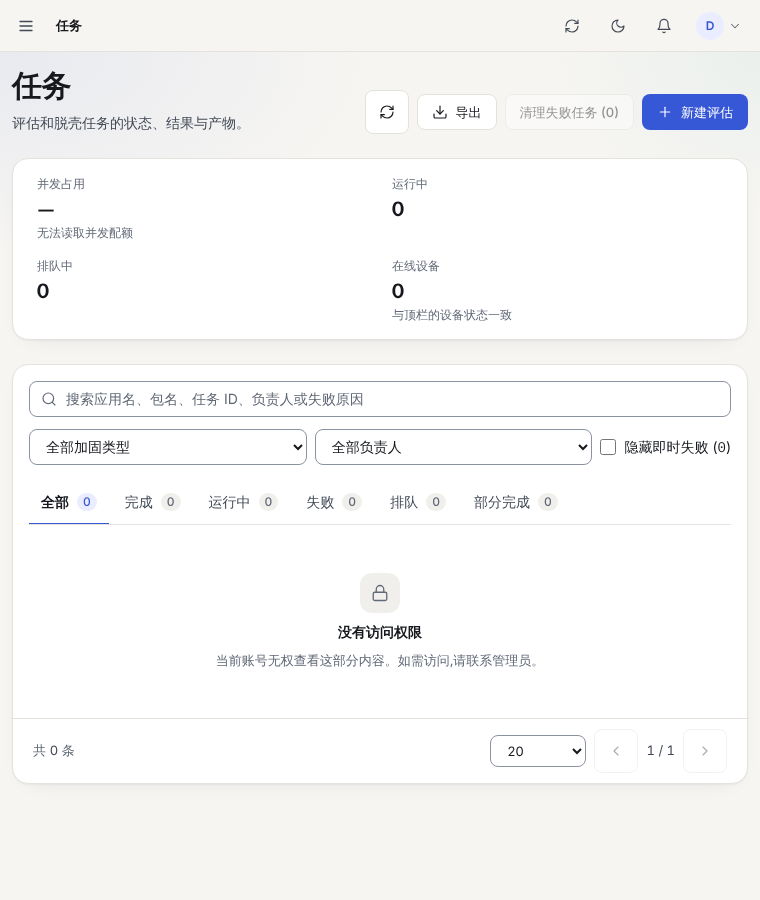 任务
D
任务
评估和脱壳任务的状态、结果与产物。
导出
清理失败任务 (0)
新建评估
并发占用
—
无法读取并发配额
运行中
0
排队中
0
在线设备
0
与顶栏的设备状态一致
搜索应用名、包名、任务 ID、负责人或失败原因
全部加固类型
全部负责人
隐藏即时失败 (0)
全部 0
完成 0
运行中 0
失败 0
排队 0
部分完成 0
没有访问权限
当前账号无权查看这部分内容。如需访问,请联系管理员。
共 0 条
20
1 / 1